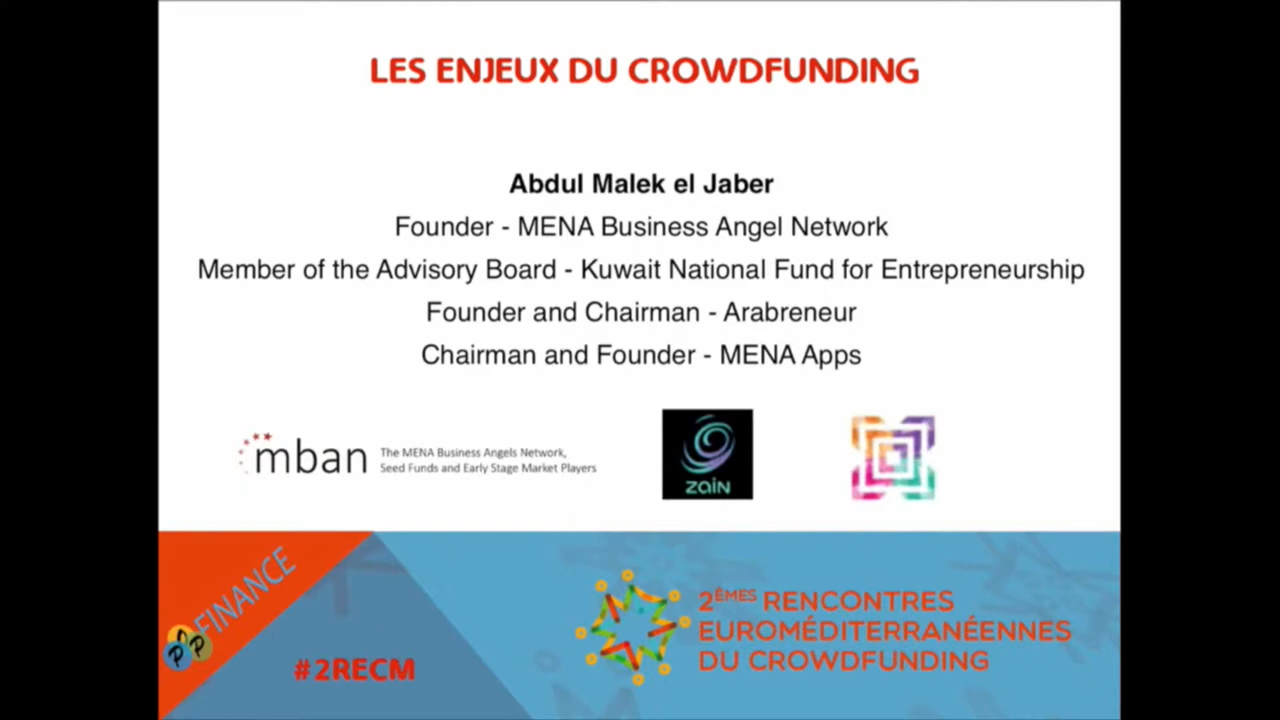 LES ENJEUX DU CROWDFUNDING
Abdul Malek el Jaber
Founder - MENA Business Angel Network
Member of the Advisory Board - Kuwait National Fund for Entrepreneurship
Founder and Chairman - Arabreneur
Chairman and Founder - MENA Apps
mban
The MENA Business Angels Network,
Seed Funds and Early Stage Market Players
zain
PAP FINANCE
#2RECM
2ÈMES RENCONTRES
EUROMÉDITERRANÉENNES
DU CROWDFUNDING